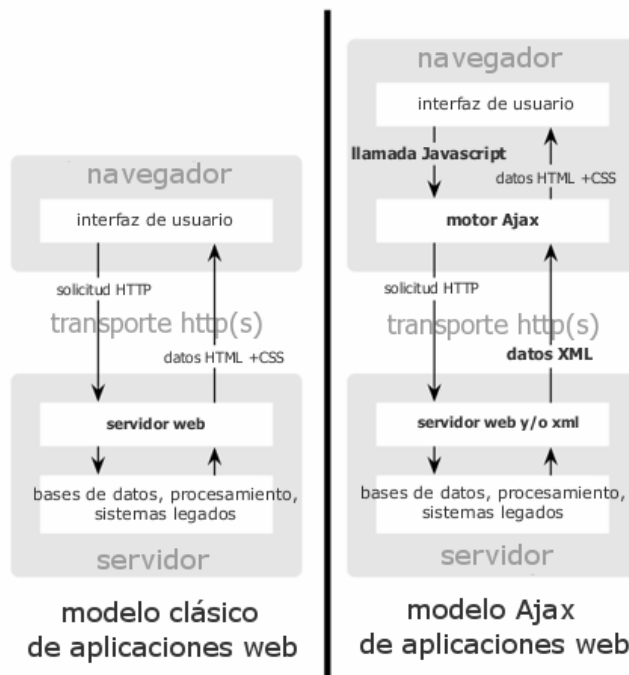 navegador
interfaz de usuario
solicitud HTTP
transporte http(s)
datos HTML +CSS
servidor web
bases de datos, procesamiento,
sistemas legados
servidor
modelo clásico
de aplicaciones web
navegador
interfaz de usuario
llamada Javascript
datos HTML +CSS
motor Ajax
solicitud HTTP
transporte http(s)
datos XML
servidor web y/o xml
bases de datos, procesamiento,
sistemas legados
servidor
modelo Ajax
de aplicaciones web